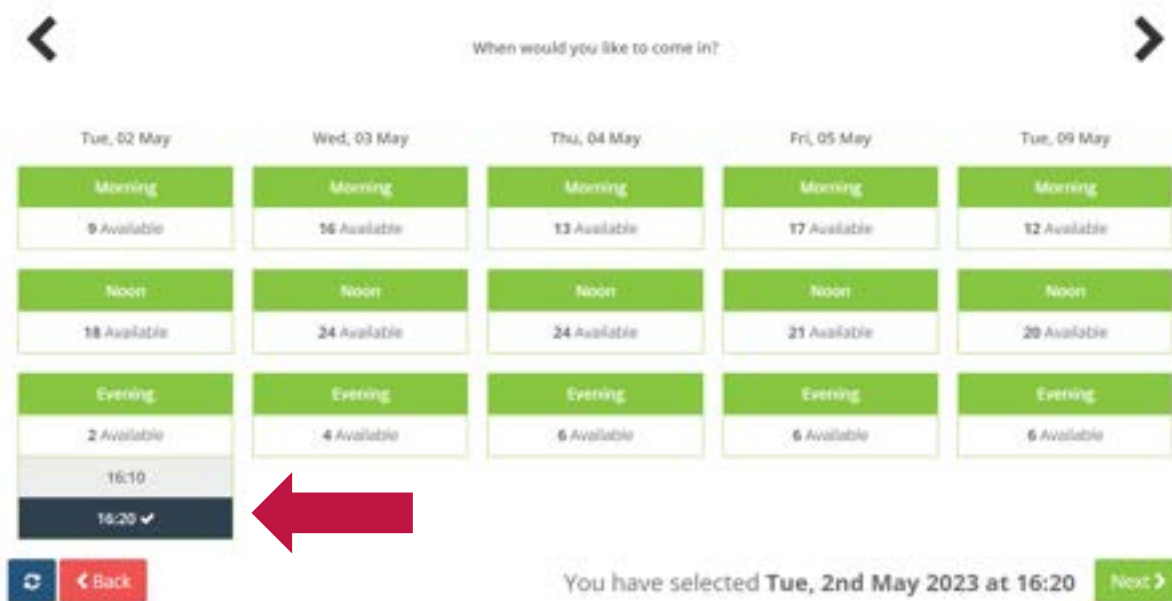 When would you like to come in?
Tue, 02 May Wed, 03 May Thu, 04 May Fri, 05 May Tue, 09 May
Morning Morning Morning Morning Morning
9 Available 16 Available 13 Available 17 Available 12 Available
Noon Noon Noon Noon Noon
18 Available 24 Available 24 Available 21 Available 20 Available
Evening Evening Evening Evening Evening
2 Available 4 Available 6 Available 6 Available 6 Available
16:10
16:20
Back You have selected Tue, 2nd May 2023 at 16:20 Next